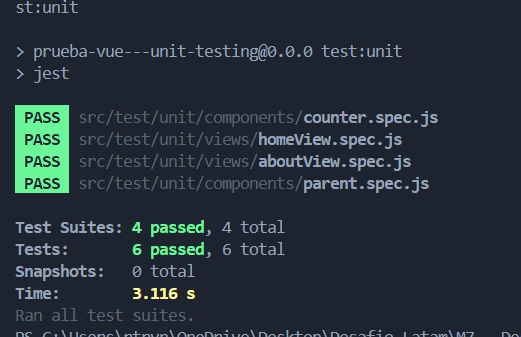 st:unit
> prueba-vue---unit-testing@0.0.0 test:unit
> jest
PASS src/test/unit/components/counter.spec.js
PASS src/test/unit/views/homeView.spec.js
PASS src/test/unit/views/aboutView.spec.js
PASS src/test/unit/components/parent.spec.js
Test Suites: 4 passed, 4 total
Tests: 6 passed, 6 total
Snapshots: 0 total
Time: 3.116 s
Ran all test suites.
PS C:\Users\